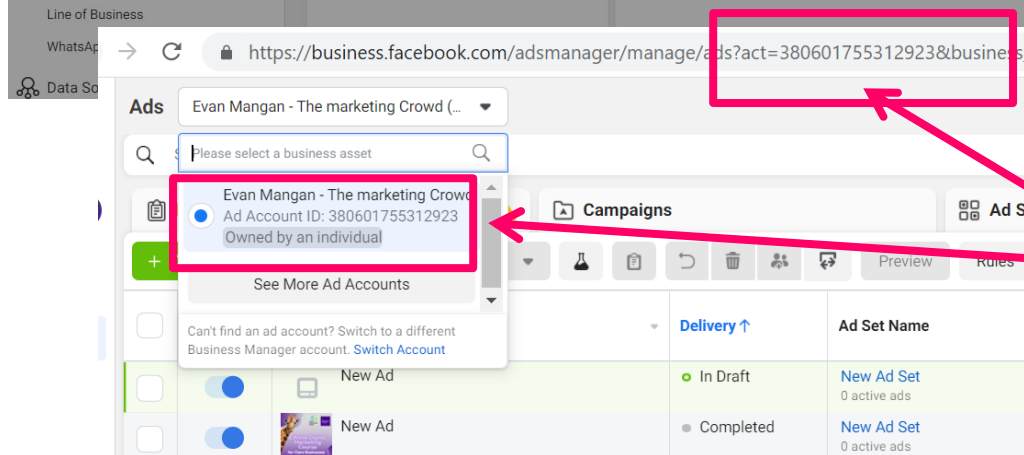 Line of Business
WhatsAp
Data So
https://business.facebook.com/adsmanager/manage/ads?act=380601755312923&business
Ads
Evan Mangan - The marketing Crowd (...
Please select a business asset
Evan Mangan - The marketing Crowd
Ad Account ID: 380601755312923
Owned by an individual
See More Ad Accounts
Can't find an ad account? Switch to a different
Business Manager account. Switch Account
Campaigns
Ad S
Preview
Rules
Delivery↑
Ad Set Name
New Ad
In Draft
New Ad Set
0 active ads
New Ad
Completed
New Ad Set
0 active ads